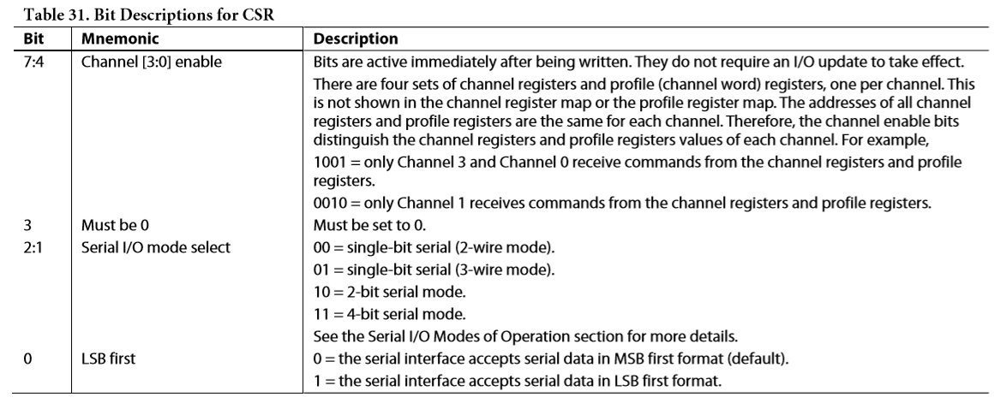 Table 31. Bit Descriptions for CSR
Bit Mnemonic Description
7:4 Channel [3:0] enable Bits are active immediately after being written. They do not require an I/O update to take effect.
There are four sets of channel registers and profile (channel word) registers, one per channel. This
is not shown in the channel register map or the profile register map. The addresses of all channel
registers and profile registers are the same for each channel. Therefore, the channel enable bits
distinguish the channel registers and profile registers values of each channel. For example,
1001 = only Channel 3 and Channel 0 receive commands from the channel registers and profile
registers.
0010 = only Channel 1 receives commands from the channel registers and profile registers.
3 Must be 0 Must be set to 0.
2:1 Serial I/O mode select 00 = single-bit serial (2-wire mode).
01 = single-bit serial (3-wire mode).
10 = 2-bit serial mode.
11 = 4-bit serial mode.
See the Serial I/O Modes of Operation section for more details.
0 LSB first 0 = the serial interface accepts serial data in MSB first format (default).
1 = the serial interface accepts serial data in LSB first format.